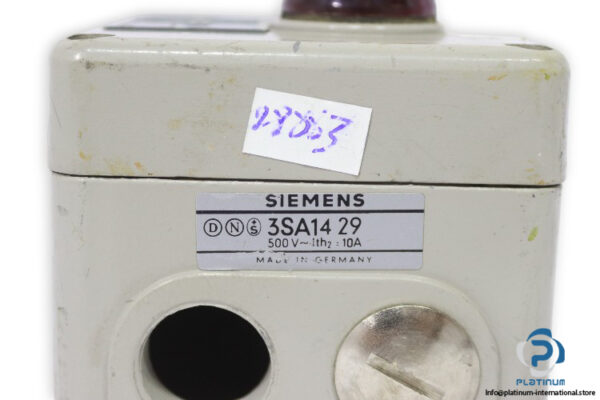 SIEMENS
D N S 3SA14 29
500 V~ Ith2 : 10A
MADE IN GERMANY
PLATINUM
Info@platinum-international.store